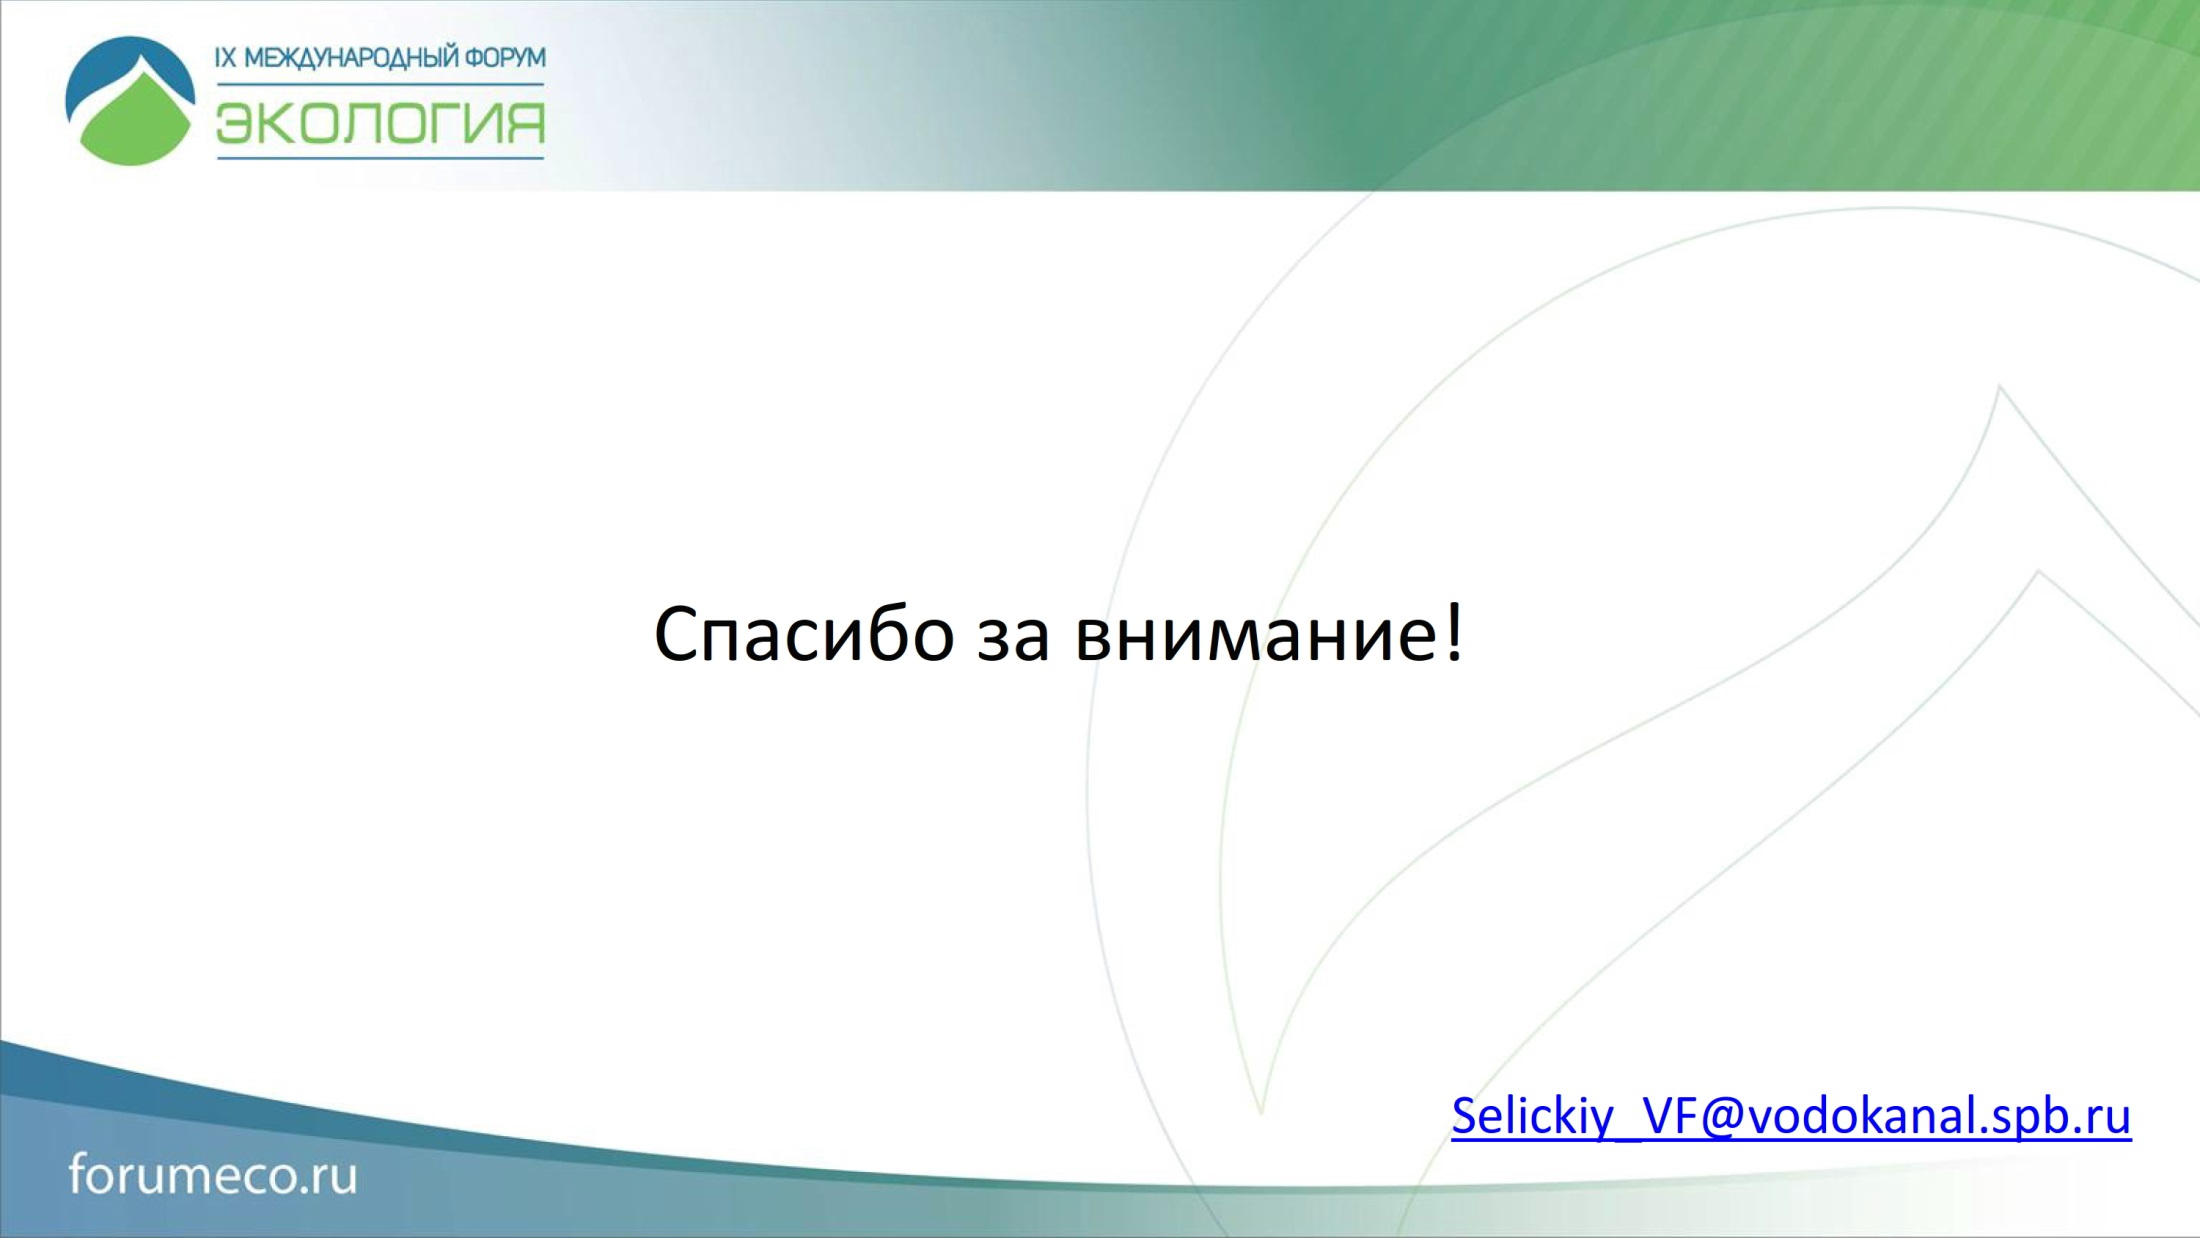 IX МЕЖДУНАРОДНЫЙ ФОРУМ
ЭКОЛОГИЯ
Спасибо за внимание!
Selickiy_VF@vodokanal.spb.ru
forumeco.ru